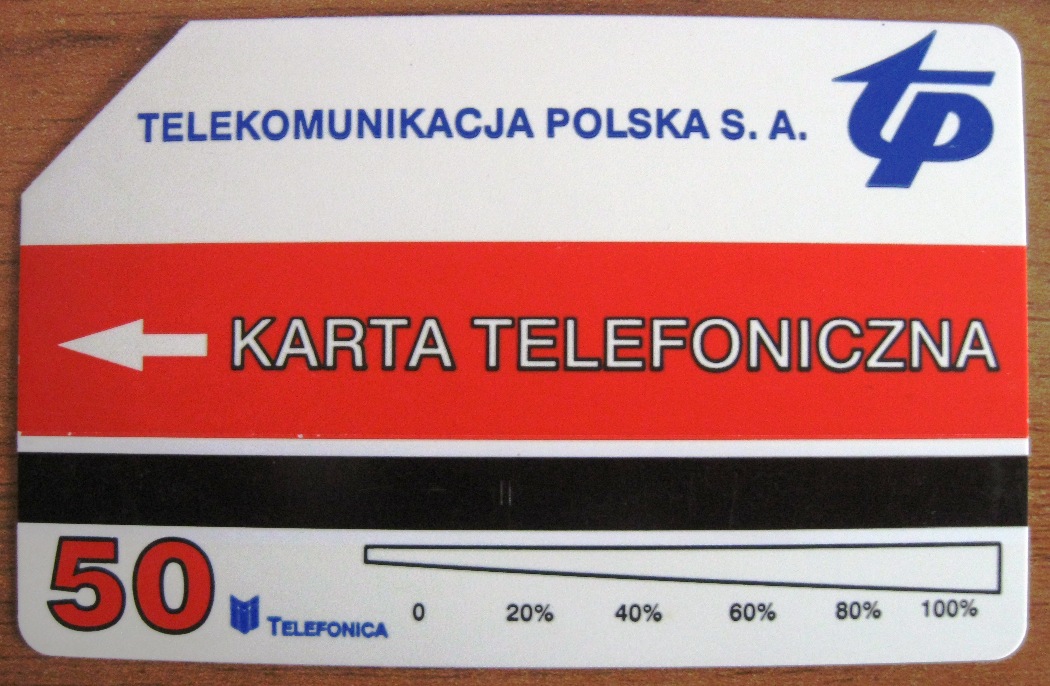 TELEKOMUNIKACJA POLSKA S. A.
tp
KARTA TELEFONICZNA
50
TELEFONICA
0 20% 40% 60% 80% 100%